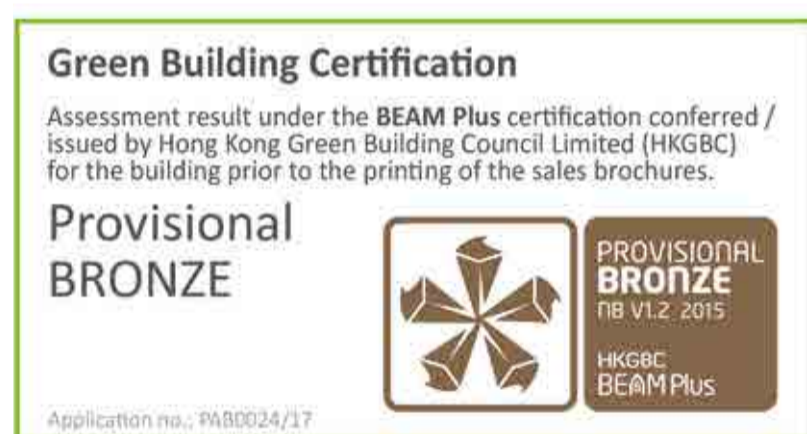 Green Building Certification
Assessment result under the BEAM Plus certification conferred /
issued by Hong Kong Green Building Council Limited (HKGBC)
for the building prior to the printing of the sales brochures.
Provisional
BRONZE
PROVISIONAL
BRONZE
NB V1.2 2015
HKGBC
BEAM Plus
Application no.: PAB0024/17